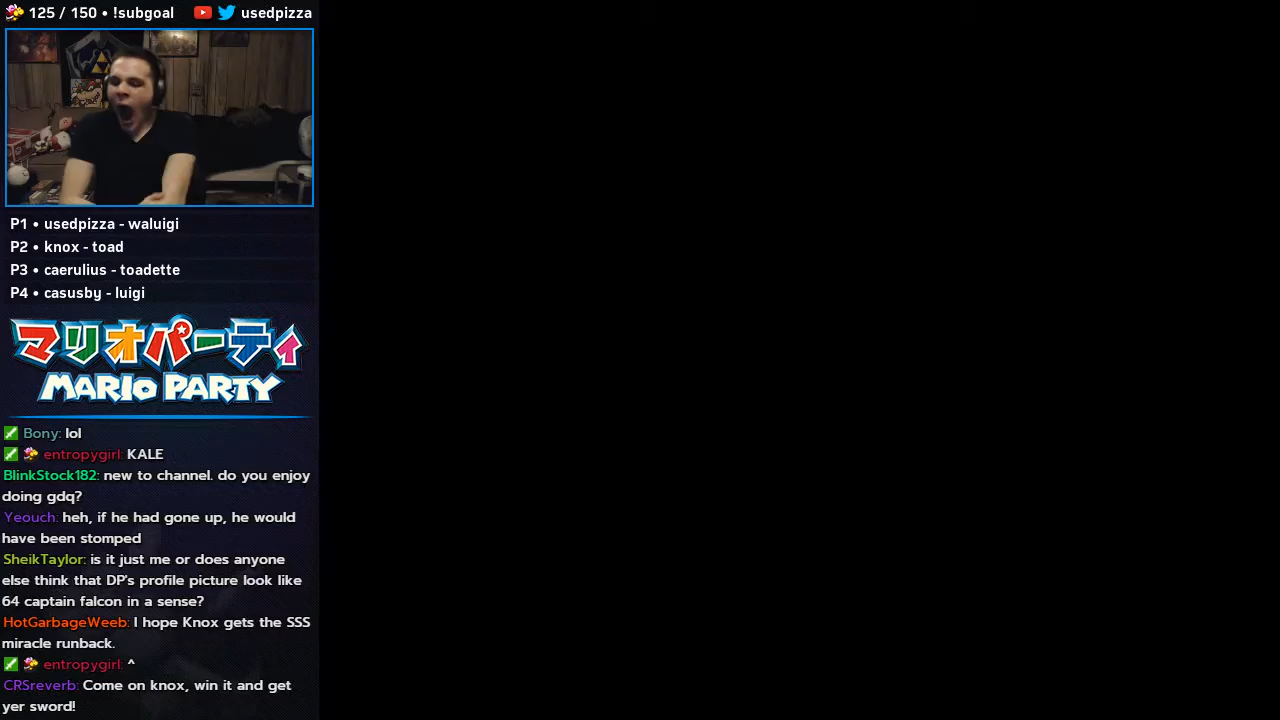 125 / 150 • !subgoal usedpizza
P1 • usedpizza - waluigi
P2 • knox - toad
P3 • caerulius - toadette
P4 • casusby - luigi
マリオパーティ
MARIO PARTY
Bony: lol
entropygirl: KALE
BlinkStock182: new to channel. do you enjoy
doing gdq?
Yeouch: heh, if he had gone up, he would
have been stomped
SheikTaylor: is it just me or does anyone
else think that DP's profile picture look like
64 captain falcon in a sense?
HotGarbageWeeb: I hope Knox gets the SSS
miracle runback.
entropygirl: ^
CRSreverb: Come on knox, win it and get
yer sword!